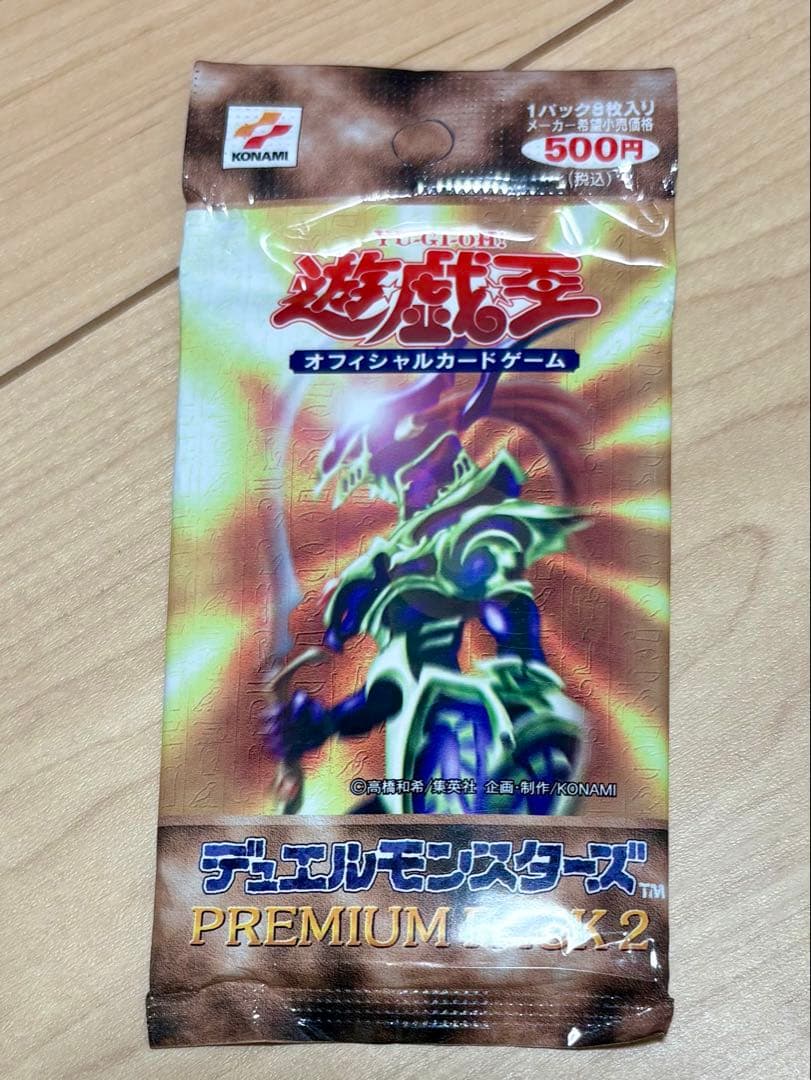 KONAMI
1パック8枚入り
メーカー希望小売価格
500円
(税込)
YU-GI-OH!
遊☆戯☆王
オフィシャルカードゲーム
©高橋和希/集英社 企画・制作/KONAMI
デュエルモンスターズ™
PREMIUM PACK 2